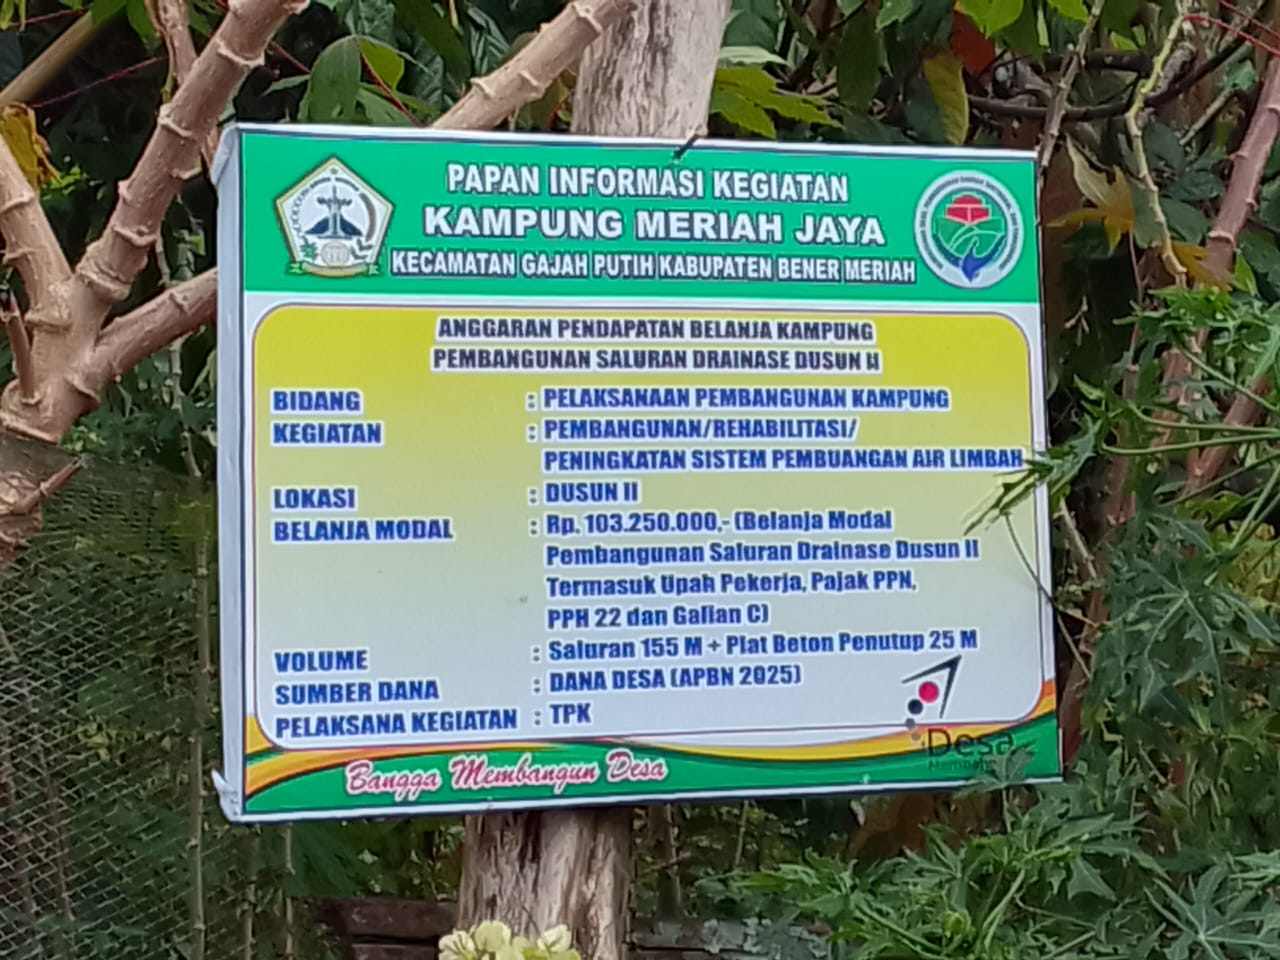 PAPAN INFORMASI KEGIATAN
KAMPUNG MERIAH JAYA
KECAMATAN GAJAH PUTIH KABUPATEN BENER MERIAH
ANGGARAN PENDAPATAN BELANJA KAMPUNG
PEMBANGUNAN SALURAN DRAINASE DUSUN II
BIDANG : PELAKSANAAN PEMBANGUNAN KAMPUNG
KEGIATAN : PEMBANGUNAN/REHABILITASI/
PENINGKATAN SISTEM PEMBUANGAN AIR LIMBAH
LOKASI : DUSUN II
BELANJA MODAL : Rp. 103.250.000,- (Belanja Modal
Pembangunan Saluran Drainase Dusun II
Termasuk Upah Pekerja, Pajak PPN,
PPH 22 dan Galian C)
VOLUME : Saluran 155 M + Plat Beton Penutup 25 M
SUMBER DANA : DANA DESA (APBN 2025)
PELAKSANA KEGIATAN : TPK
Bangga Membangun Desa
Desa